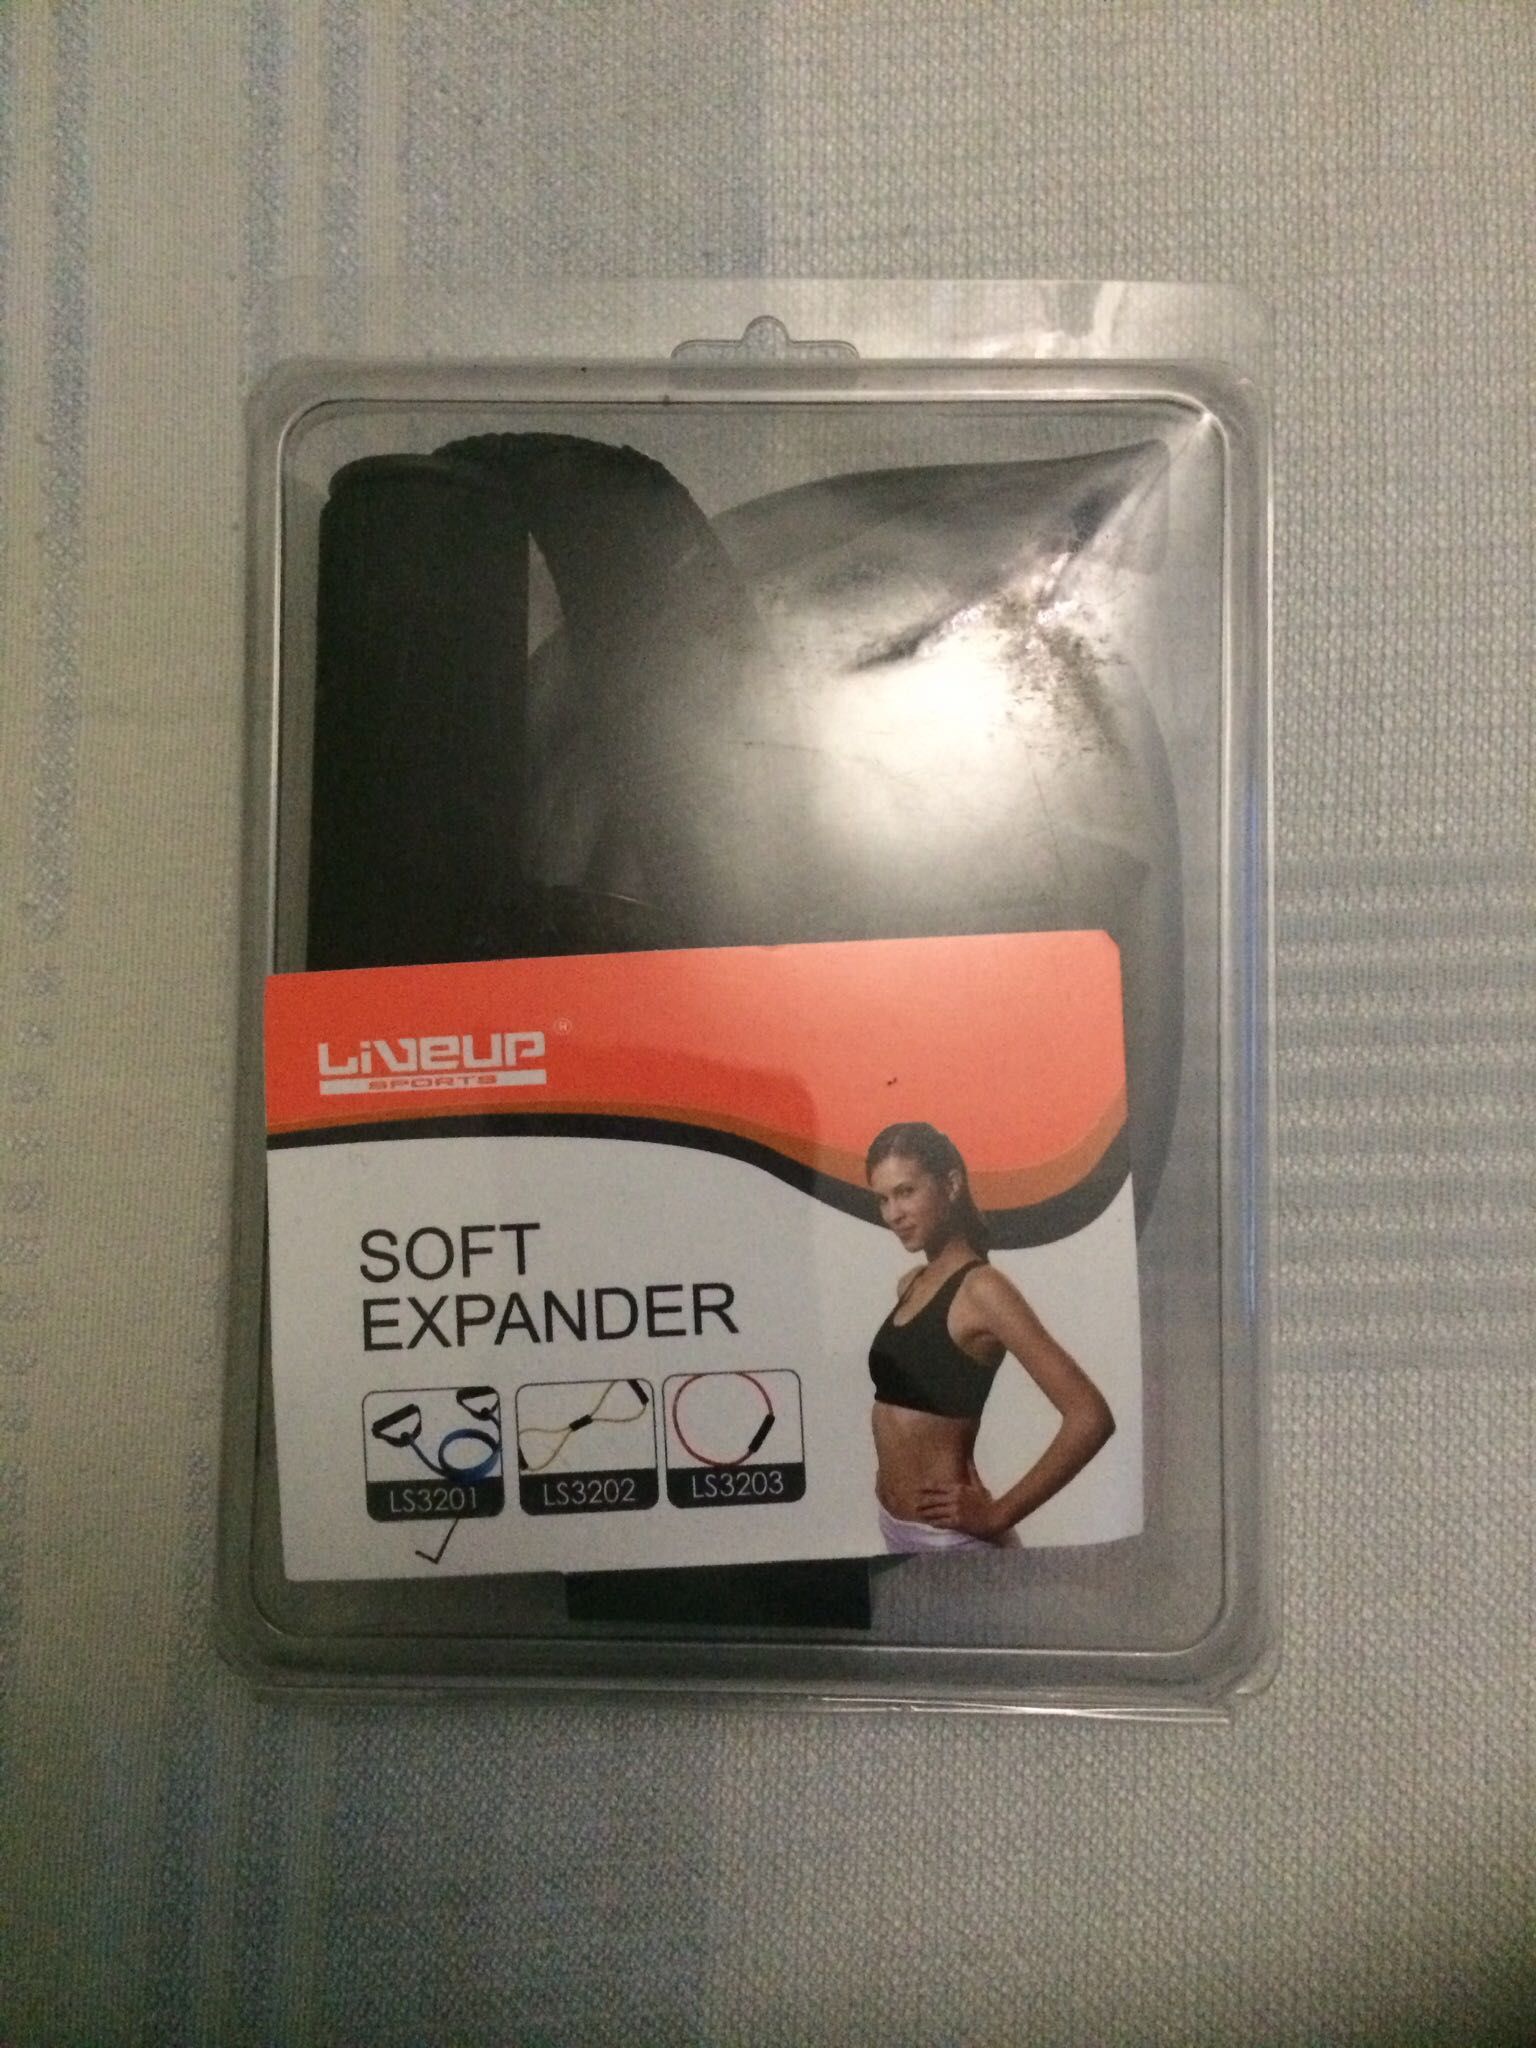 LiVEUP ®
SPORTS
SOFT
EXPANDER
LS3201
LS3202
LS3203